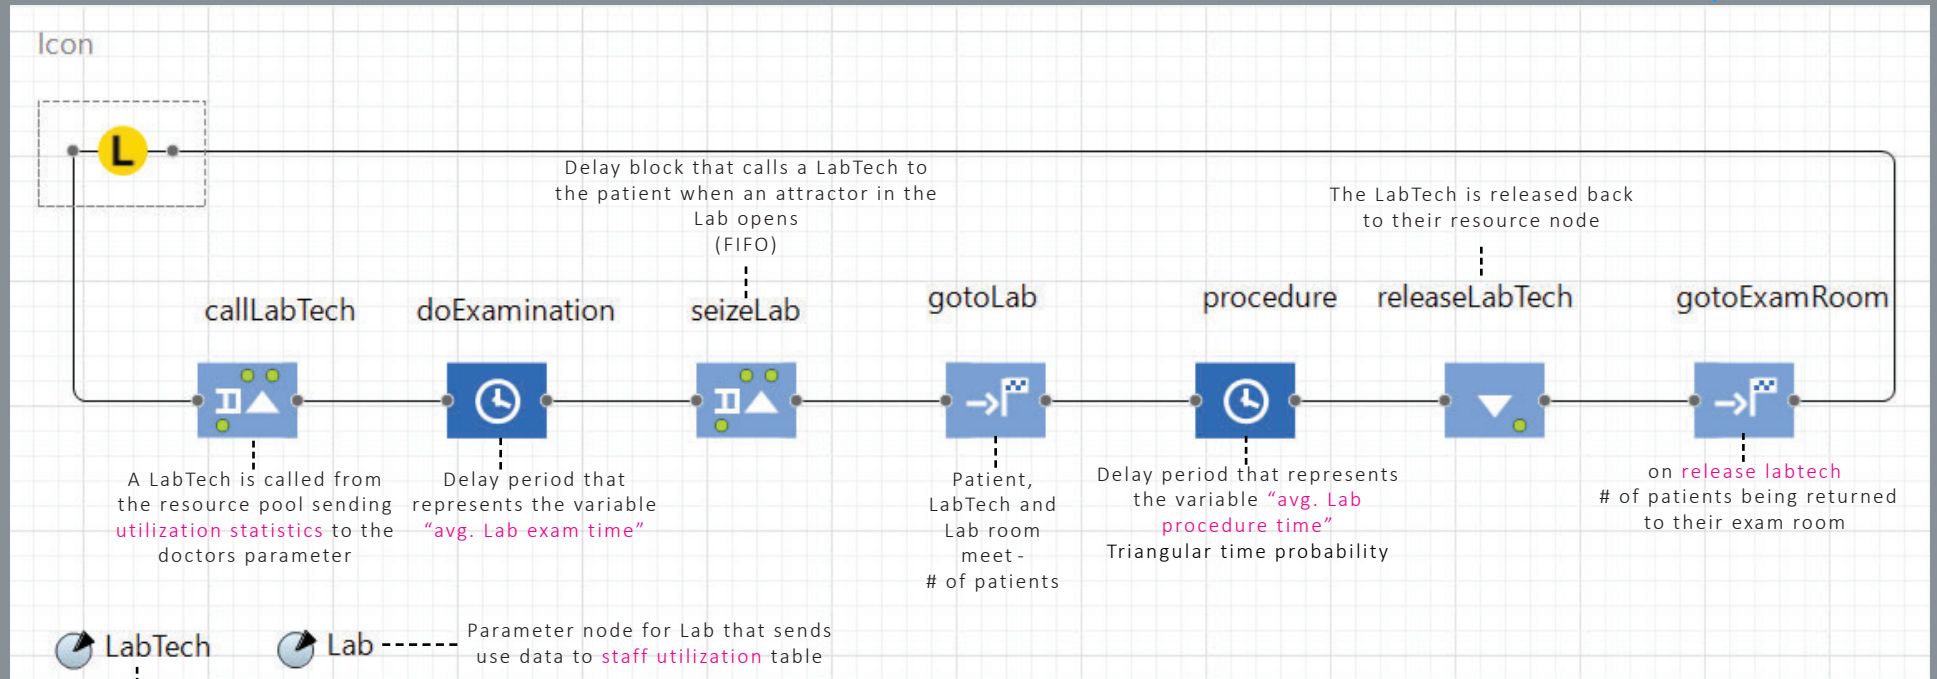 Icon
L
Delay block that calls a LabTech to
the patient when an attractor in the
Lab opens
(FIFO)
The LabTech is released back
to their resource node
callLabTech
doExamination
seizeLab
gotoLab
procedure
releaseLabTech
gotoExamRoom
A LabTech is called from
the resource pool sending
utilization statistics to the
doctors parameter
Delay period that
represents the variable
“avg. Lab exam time”
Patient,
LabTech and
Lab room
meet -
# of patients
Delay period that represents
the variable “avg. Lab
procedure time”
Triangular time probability
on release labtech
# of patients being returned
to their exam room
LabTech
Lab
Parameter node for Lab that sends
use data to staff utilization table